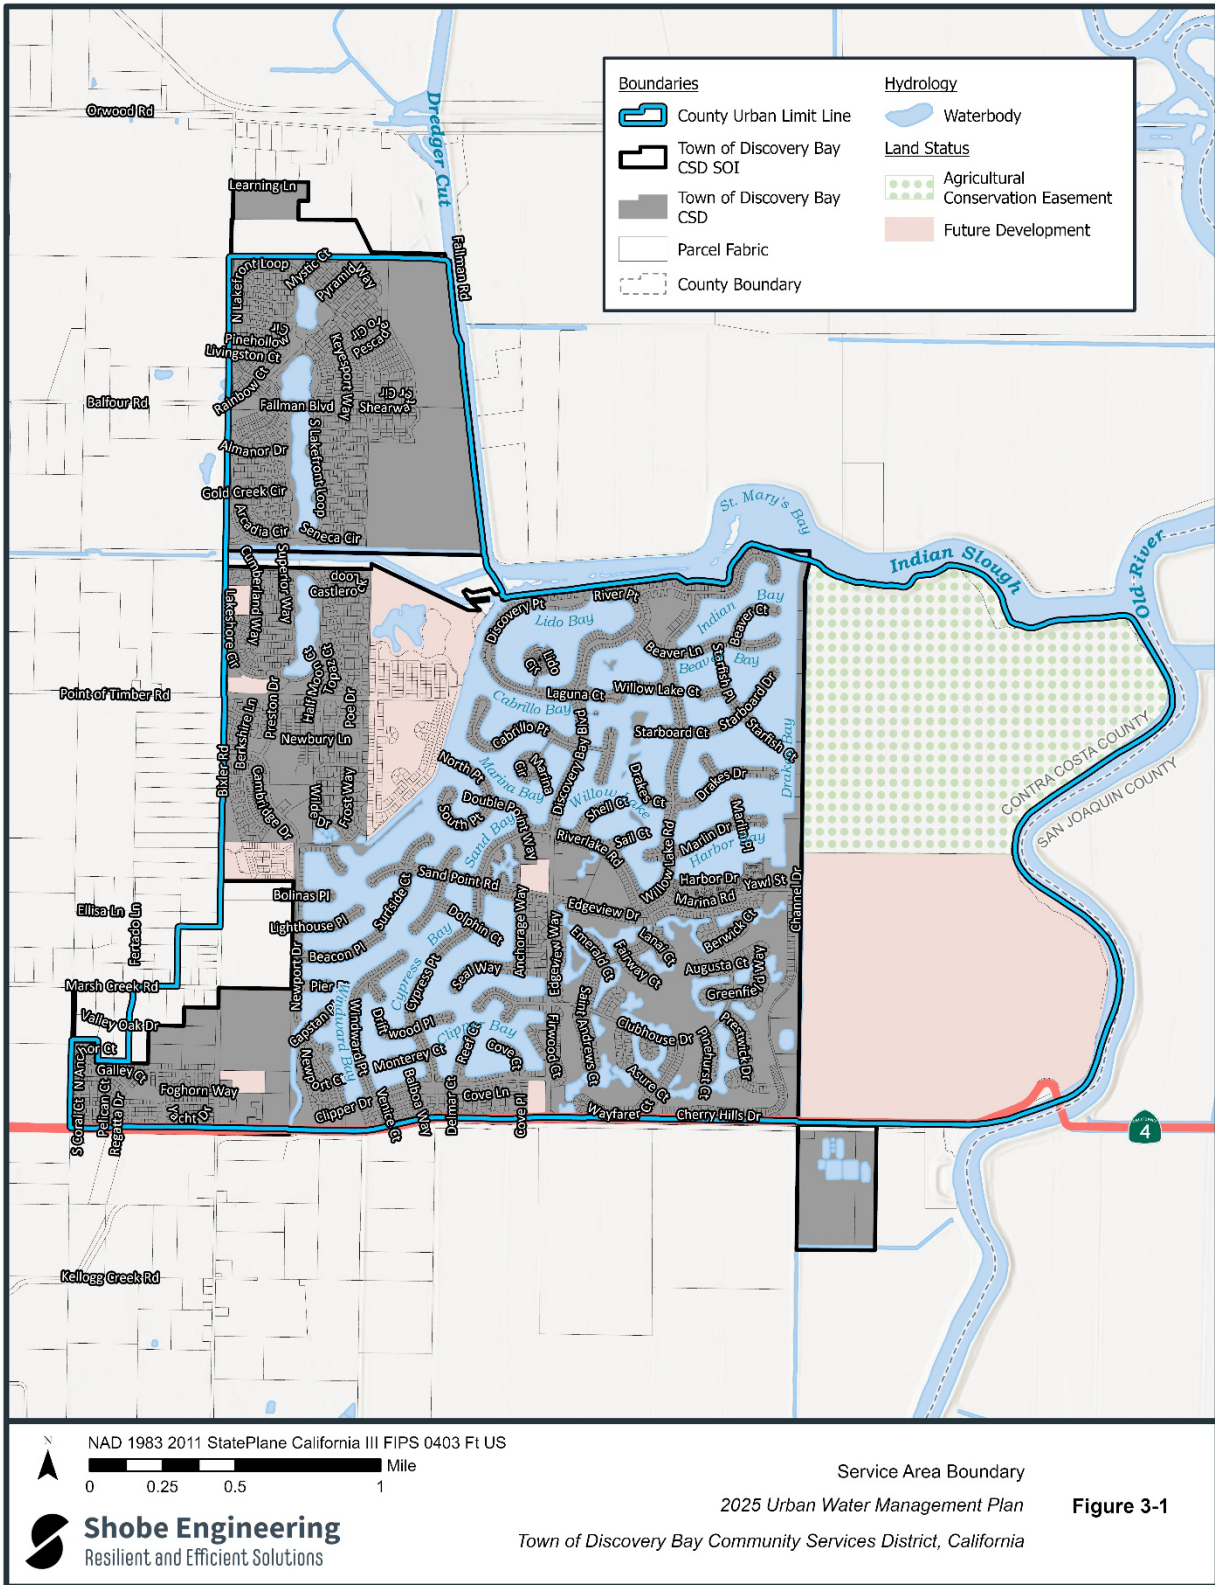 Boundaries
County Urban Limit Line
Town of Discovery Bay
CSD SOI
Town of Discovery Bay
CSD
Parcel Fabric
County Boundary
Hydrology
Waterbody
Land Status
Agricultural
Conservation Easement
Future Development
Orwood Rd
Dredger Cut
Learning Ln
Fallman Rd
N Lakefront Loop
Mystic Ct
Pyramid Way
Pinehollow Cir
Livingston Ct
Keyesport Way
Pescadero Cir
Rainbow Ct
Balfour Rd
Fallman Blvd
Shearwater Cir
S Lakefront Loop
Almanor Dr
Gold Creek Cir
Arcadia Cir
Seneca Cir
St. Mary's Bay
Indian Slough
Old River
Cumberland Way
Superior Way
Castlerock Loop
Lakeshore Cir
River Pt
Discovery Pt
Lido Bay
Indian Bay
Beaver Ct
Beaver Ln
Beaver Bay
Lido Cir
Half Moon Ct
Topaz Ct
Point of Timber Rd
Preston Dr
Poe Dr
Laguna Ct
Willow Lake Ct
Starfish Pl
Starboard Dr
Cabrillo Bay
Berkshire Ln
Newbury Ln
Cabrillo Pt
Discovery Bay Blvd
Starboard Ct
Starfish Ct
Drakes Bay
CONTRA COSTA COUNTY
SAN JOAQUIN COUNTY
Bixler Rd
Cambridge Dr
Wilde Dr
Frost Way
North Pt
Marina Bay
Marina Cir
Willow Lake
Drakes Ct
Drakes Dr
Double Point Way
South Pt
Shell Ct
Sand Bay
Riverlake Rd
Sail Ct
Marlin Dr
Marlin Pl
Harbor Bay
Willow Lake Rd
Sand Point Rd
Harbor Dr
Yawl St
Marina Rd
Bolinas Pl
Surfside Ct
Ellisa Ln
Fertado Ln
Lighthouse Pl
Dolphin Ct
Anchorage Way
Edgeview Dr
Edgeview Way
Channel Dr
Berwick Ct
Beacon Pl
Cypress Bay
Emerald Ct
Lanai Ct
Fairway Ct
Newport Dr
Seal Way
Augusta Ct
Marsh Creek Rd
Pier
Cypress Pt
Greenfield Way
Windward Bay
Windward Pt
Driftwood Pl
Valley Oak Dr
Clipper Bay
Finwood Ct
Saint Andrews Ct
Clubhouse Dr
Prestwick Dr
Pinehurst Ct
Reef Ct
Cove Ct
Monterey Ct
Newport Ct
Galley Ct
Foghorn Way
Balboa Way
Cove Ln
Asure Ct
S Coral Ct
Pelican Ct
Regatta Dr
Yacht Dr
Clipper Dr
Venice Ct
Delmar Ct
Cove Pl
Wayfarer Ct
Cherry Hills Dr
4
Kellogg Creek Rd
N
NAD 1983 2011 StatePlane California III FIPS 0403 Ft US
Mile
0 0.25 0.5 1
Shobe Engineering
Resilient and Efficient Solutions
Service Area Boundary
2025 Urban Water Management Plan
Town of Discovery Bay Community Services District, California
Figure 3-1